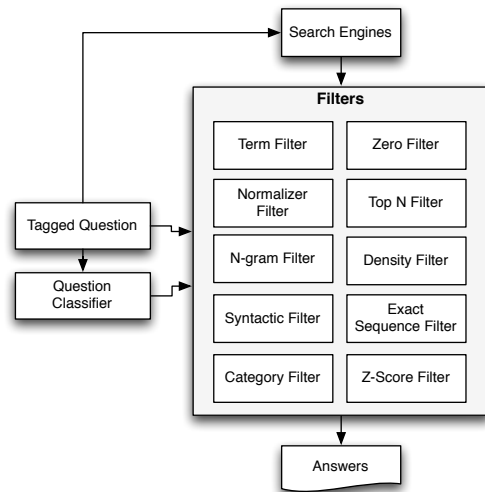 Search Engines
Filters
Term Filter
Zero Filter
Normalizer
Filter
Top N Filter
Tagged Question
N-gram Filter
Density Filter
Question
Classifier
Syntactic Filter
Exact
Sequence Filter
Category Filter
Z-Score Filter
Answers